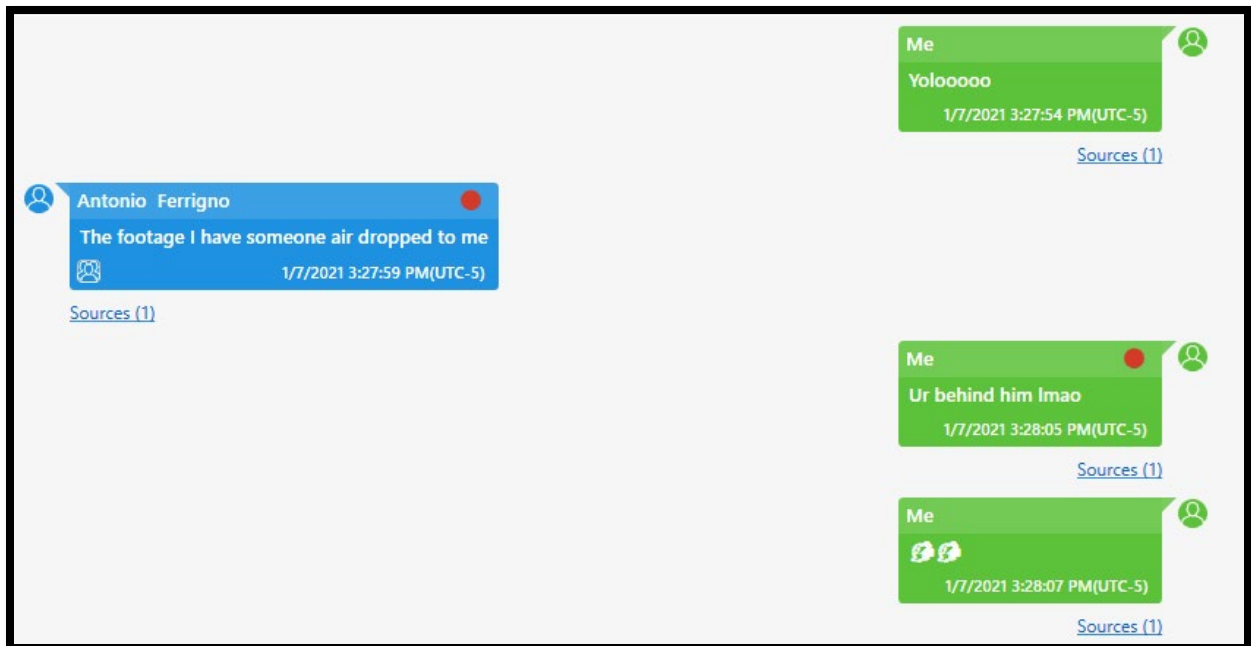 Me
Yolooooo
1/7/2021 3:27:54 PM(UTC-5)
Sources (1)
Antonio Ferrigno
The footage I have someone air dropped to me
1/7/2021 3:27:59 PM(UTC-5)
Sources (1)
Me
Ur behind him lmao
1/7/2021 3:28:05 PM(UTC-5)
Sources (1)
Me
1/7/2021 3:28:07 PM(UTC-5)
Sources (1)